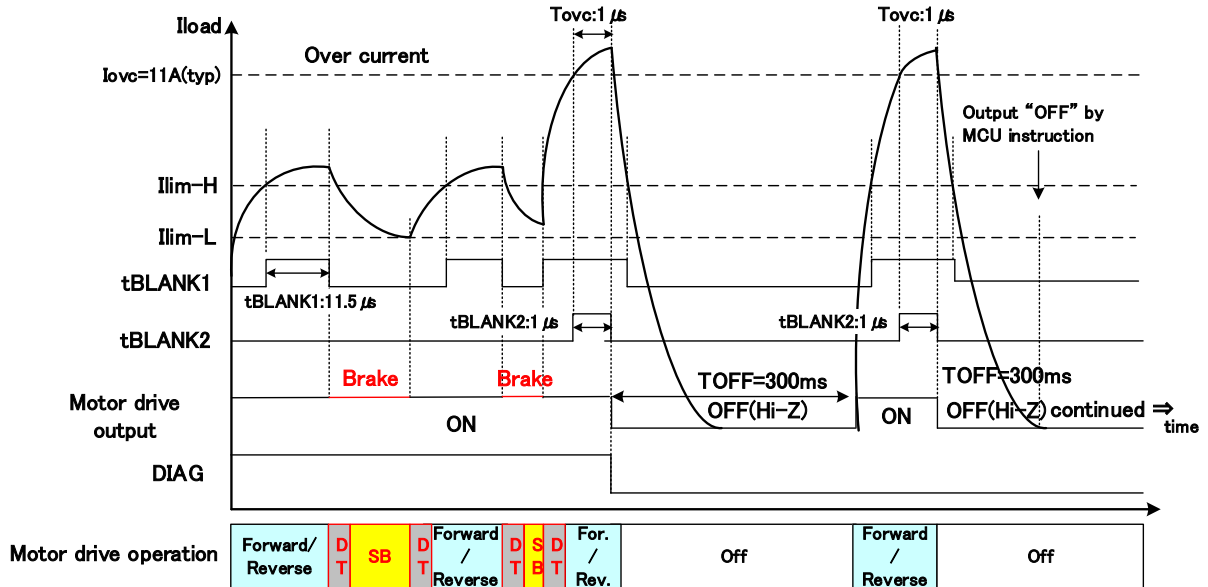 Tovc:1 μs
Tovc:1 μs
Iload
Over current
Iovc=11A(typ)
Output “OFF” by
MCU instruction
Ilim-H
Ilim-L
tBLANK1
tBLANK1:11.5 μs
tBLANK2:1 μs
tBLANK2:1 μs
tBLANK2
Brake
Brake
TOFF=300ms
TOFF=300ms
Motor drive
output
ON
OFF(Hi-Z)
ON
OFF(Hi-Z) continued ⇒
time
DIAG
Motor drive operation
Forward/
Reverse
D
T
SB
D
T
Forward
/
Reverse
D
T
S
B
D
T
For.
/
Rev.
Off
Forward
/
Reverse
Off